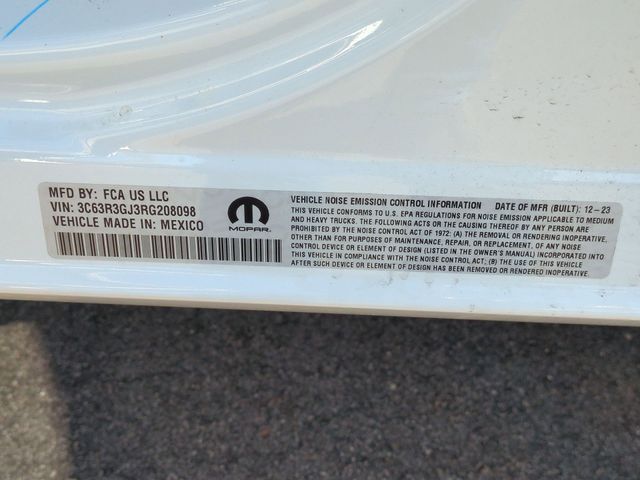 MFD BY: FCA US LLC
VIN: 3C63R3GJ3RG208098
VEHICLE MADE IN: MEXICO
MOPAR.
VEHICLE NOISE EMISSION CONTROL INFORMATION DATE OF MFR (BUILT): 12-23
THIS VEHICLE CONFORMS TO U.S. EPA REGULATIONS FOR NOISE EMISSION APPLICABLE TO MEDIUM
AND HEAVY TRUCKS. THE FOLLOWING ACTS OR THE CAUSING THEREOF BY ANY PERSON ARE
PROHIBITED BY THE NOISE CONTROL ACT OF 1972: (A) THE REMOVAL OR RENDERING INOPERATIVE,
OTHER THAN FOR PURPOSES OF MAINTENANCE, REPAIR, OR REPLACEMENT, OF ANY NOISE
CONTROL DEVICE OR ELEMENT OF DESIGN (LISTED IN THE OWNER'S MANUAL) INCORPORATED INTO
THIS VEHICLE IN COMPLIANCE WITH THE NOISE CONTROL ACT; (B) THE USE OF THIS VEHICLE
AFTER SUCH DEVICE OR ELEMENT OF DESIGN HAS BEEN REMOVED OR RENDERED INOPERATIVE.